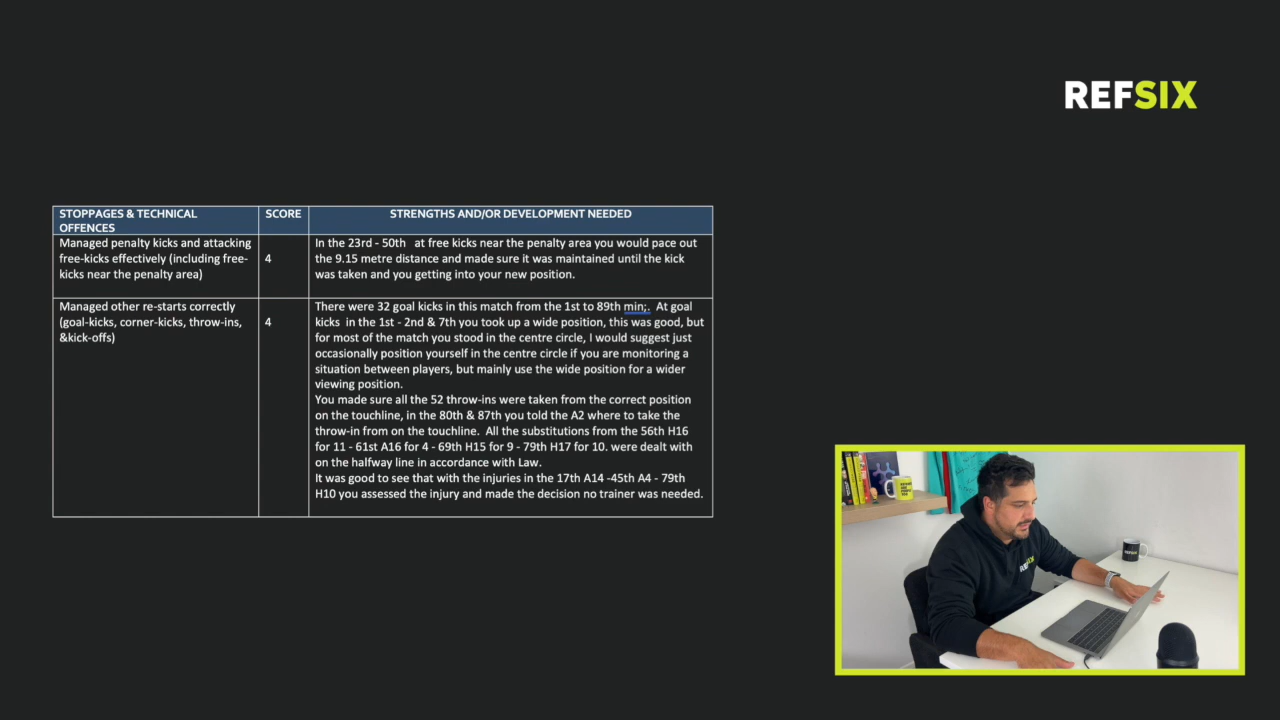 REFSIX
STOPPAGES & TECHNICAL
OFFENCES
SCORE
STRENGTHS AND/OR DEVELOPMENT NEEDED
Managed penalty kicks and attacking
free-kicks effectively (including free-
kicks near the penalty area)
4
In the 23rd - 50th  at free kicks near the penalty area you would pace out
the 9.15 metre distance and made sure it was maintained until the kick
was taken and you getting into your new position.
Managed other re-starts correctly
(goal-kicks, corner-kicks, throw-ins,
&kick-offs)
4
There were 32 goal kicks in this match from the 1st to 89th min;.  At goal
kicks  in the 1st - 2nd & 7th you took up a wide position, this was good, but
for most of the match you stood in the centre circle, I would suggest just
occasionally position yourself in the centre circle if you are monitoring a
situation between players, but mainly use the wide position for a wider
viewing position.
You made sure all the 52 throw-ins were taken from the correct position
on the touchline, in the 80th & 87th you told the A2 where to take the
throw-in from on the touchline.  All the substitutions from the 56th H16
for 11 - 61st A16 for 4 - 69th H15 for 9 - 79th H17 for 10. were dealt with
on the halfway line in accordance with Law.
It was good to see that with the injuries in the 17th A14 -45th A4 - 79th
H10 you assessed the injury and made the decision no trainer was needed.
REFSIX
REFSIX